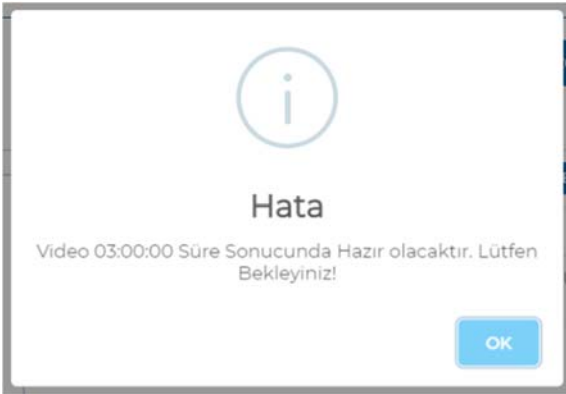 Hata
Video 03:00:00 Süre Sonucunda Hazır olacaktır. Lütfen
Bekleyiniz!
OK